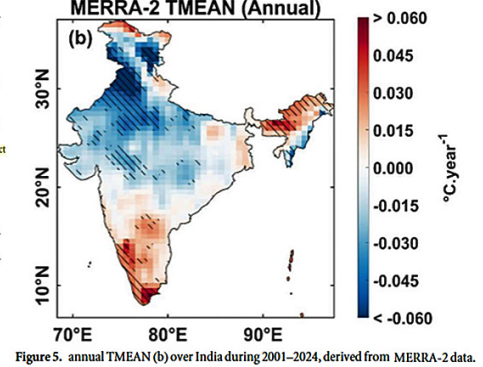 MERRA-2 TMEAN (Annual)
(b)
30°N
20°N
10°N
70°E 80°E 90°E
> 0.060
0.045
0.030
0.015
0.000
-0.015
-0.030
-0.045
< -0.060
°C.year-1
Figure 5. annual TMEAN (b) over India during 2001–2024, derived from MERRA-2 data.